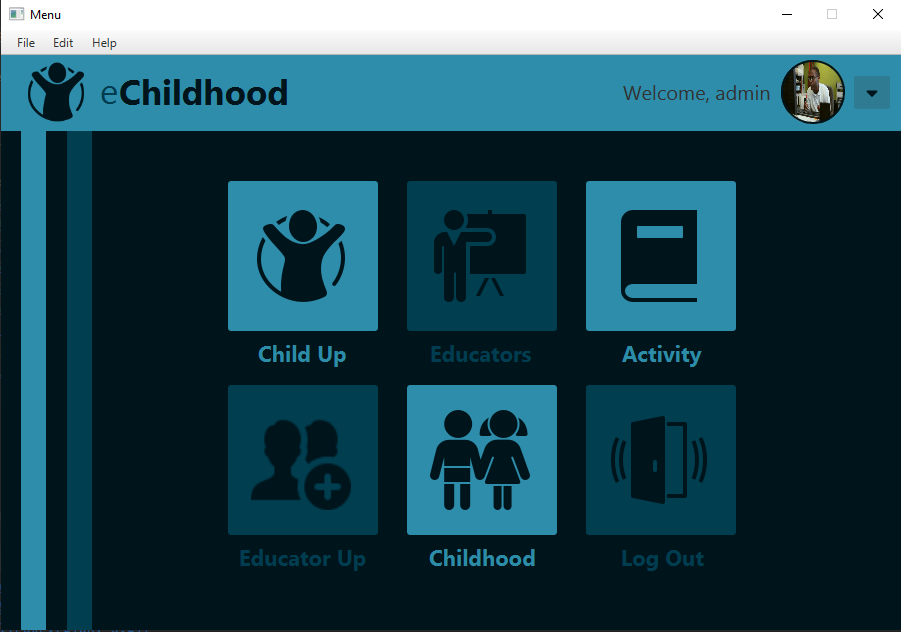 Menu
File Edit Help
eChildhood
Welcome, admin
Child Up Educators Activity
Educator Up Childhood Log Out